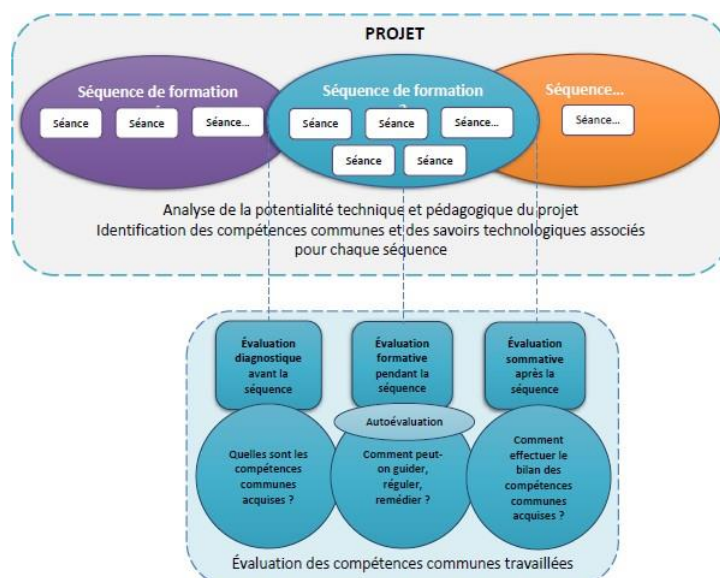 PROJET
Séquence de formation
Séance
Séance
Séance...
Séquence de formation
Séance
Séance
Séance...
Séance
Séance
Séquence...
Séance...
Analyse de la potentialité technique et pédagogique du projet
Identification des compétences communes et des savoirs technologiques associés
pour chaque séquence
Évaluation
diagnostique
avant la
séquence
Quelles sont les
compétences
communes
acquises ?
Évaluation
formative
pendant la
séquence
Autoévaluation
Comment peut-
on guider,
réguler,
remédier ?
Évaluation
sommative
après la
séquence
Comment
effectuer le
bilan des
compétences
communes
acquises ?
Évaluation des compétences communes travaillées